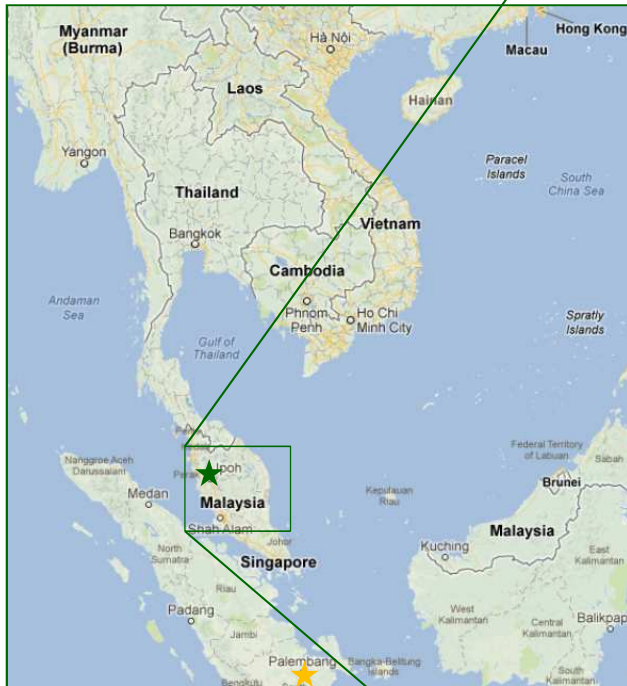 Myanmar
(Burma)
Hà Nội
Hong Kong
Macau
Laos
Hainan
Yangon
Paracel
Islands
South
China Sea
Thailand
Vietnam
Bangkok
Cambodia
Andaman
Sea
Phnom
Penh
Ho Chi
Minh City
Spratly
Islands
Gulf of
Thailand
Nanggroe Aceh
Darussalam
Ipoh
Federal Territory
of Labuan
Sabah
Medan
Brunei
Malaysia
Kepulauan
Riau
Shah Alam
Malaysia
Johor
Kuching
North
Sumatra
Singapore
East
Kalimantan
Riau
Padang
West
Kalimantan
Central
Kalimantan
Balikpap
Jambi
Palembang
Bangka-Belitung
Islands
Bengkulu
South
Kalimantan